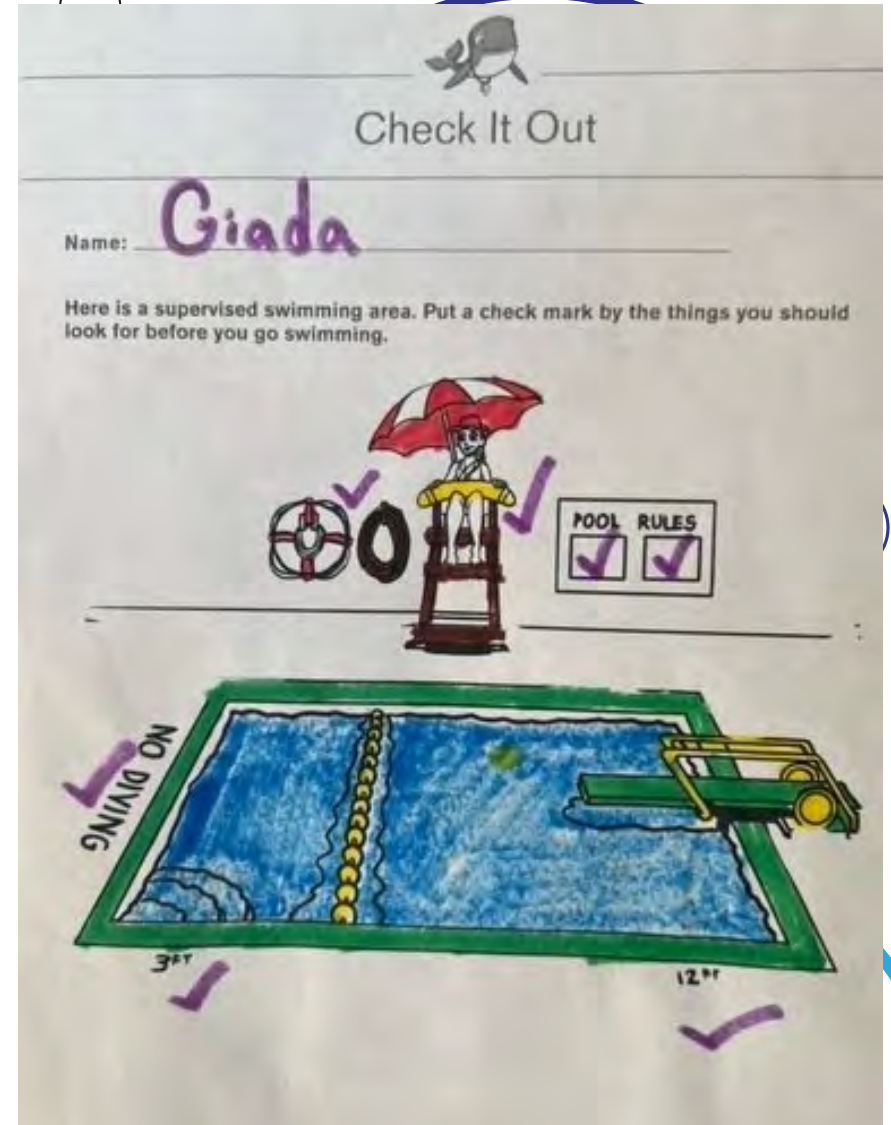 Check It Out
Name: Giada
Here is a supervised swimming area. Put a check mark by the things you should
look for before you go swimming.
POOL RULES
NO DIVING
3FT
12FT